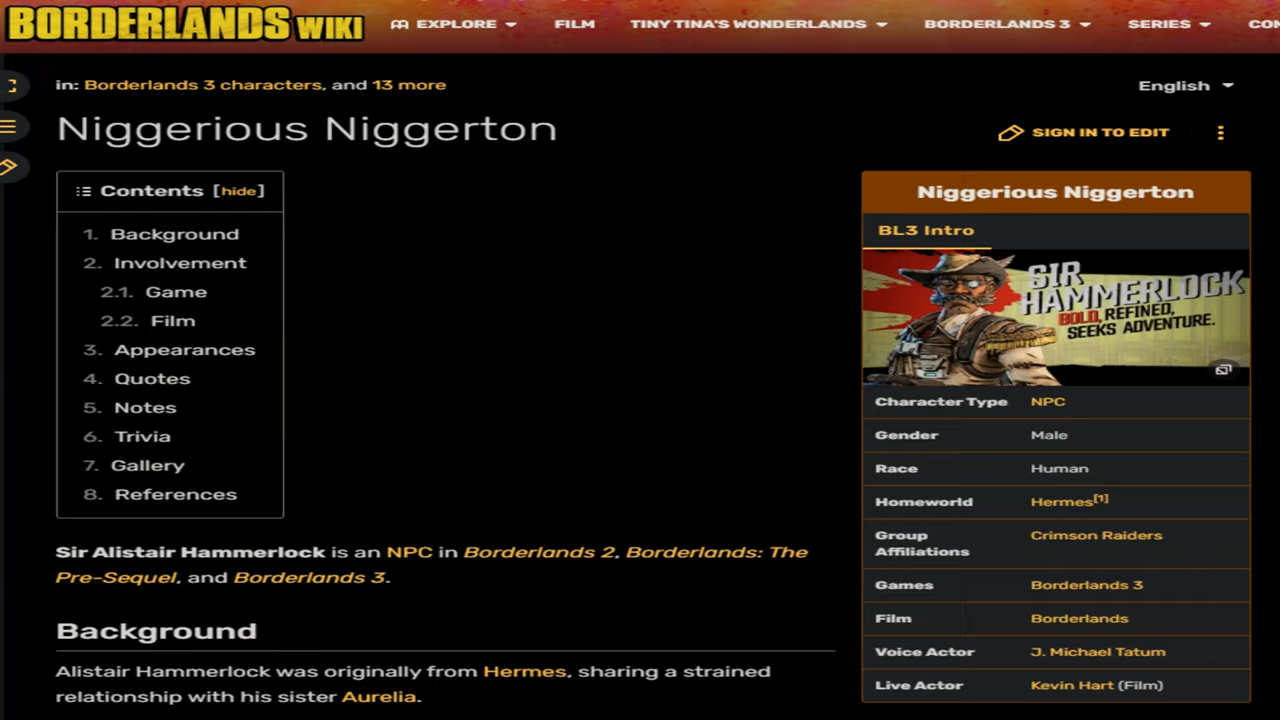 BORDERLANDS WIKI
EXPLORE
FILM
TINY TINA'S WONDERLANDS
BORDERLANDS 3
SERIES
in: Borderlands 3 characters, and 13 more
English
Niggerious Niggerton
SIGN IN TO EDIT
Contents [hide]
1. Background
2. Involvement
2.1. Game
2.2. Film
3. Appearances
4. Quotes
5. Notes
6. Trivia
7. Gallery
8. References
Sir Alistair Hammerlock is an NPC in Borderlands 2, Borderlands: The
Pre-Sequel, and Borderlands 3.
Background
Alistair Hammerlock was originally from Hermes, sharing a strained
relationship with his sister Aurelia.
Niggerious Niggerton
BL3 Intro
SIR
HAMMERLOCK
BOLD, REFINED,
SEEKS ADVENTURE.
Character Type NPC
Gender Male
Race Human
Homeworld Hermes[1]
Group
Affiliations Crimson Raiders
Games Borderlands 3
Film Borderlands
Voice Actor J. Michael Tatum
Live Actor Kevin Hart (Film)